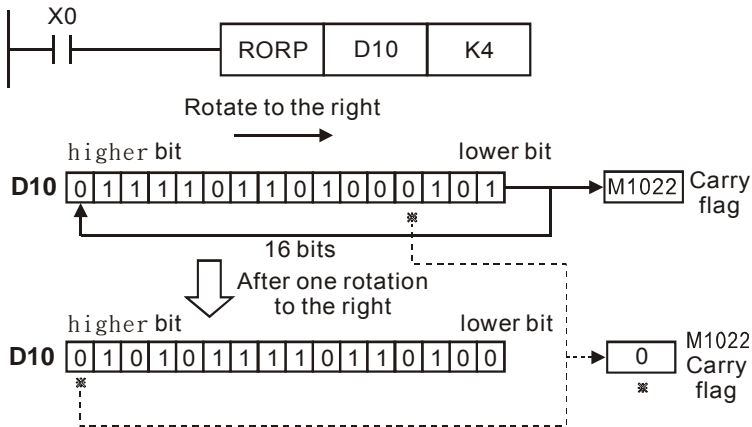 X0
RORP D10 K4
Rotate to the right
higher bit lower bit
D10 0 1 1 1 1 0 1 1 0 1 0 0 0 1 0 1 M1022 Carry
flag
※
16 bits
After one rotation
to the right
higher bit lower bit
D10 0 1 0 1 0 1 1 1 1 0 1 1 0 1 0 0 0 M1022
Carry
flag
※ ※